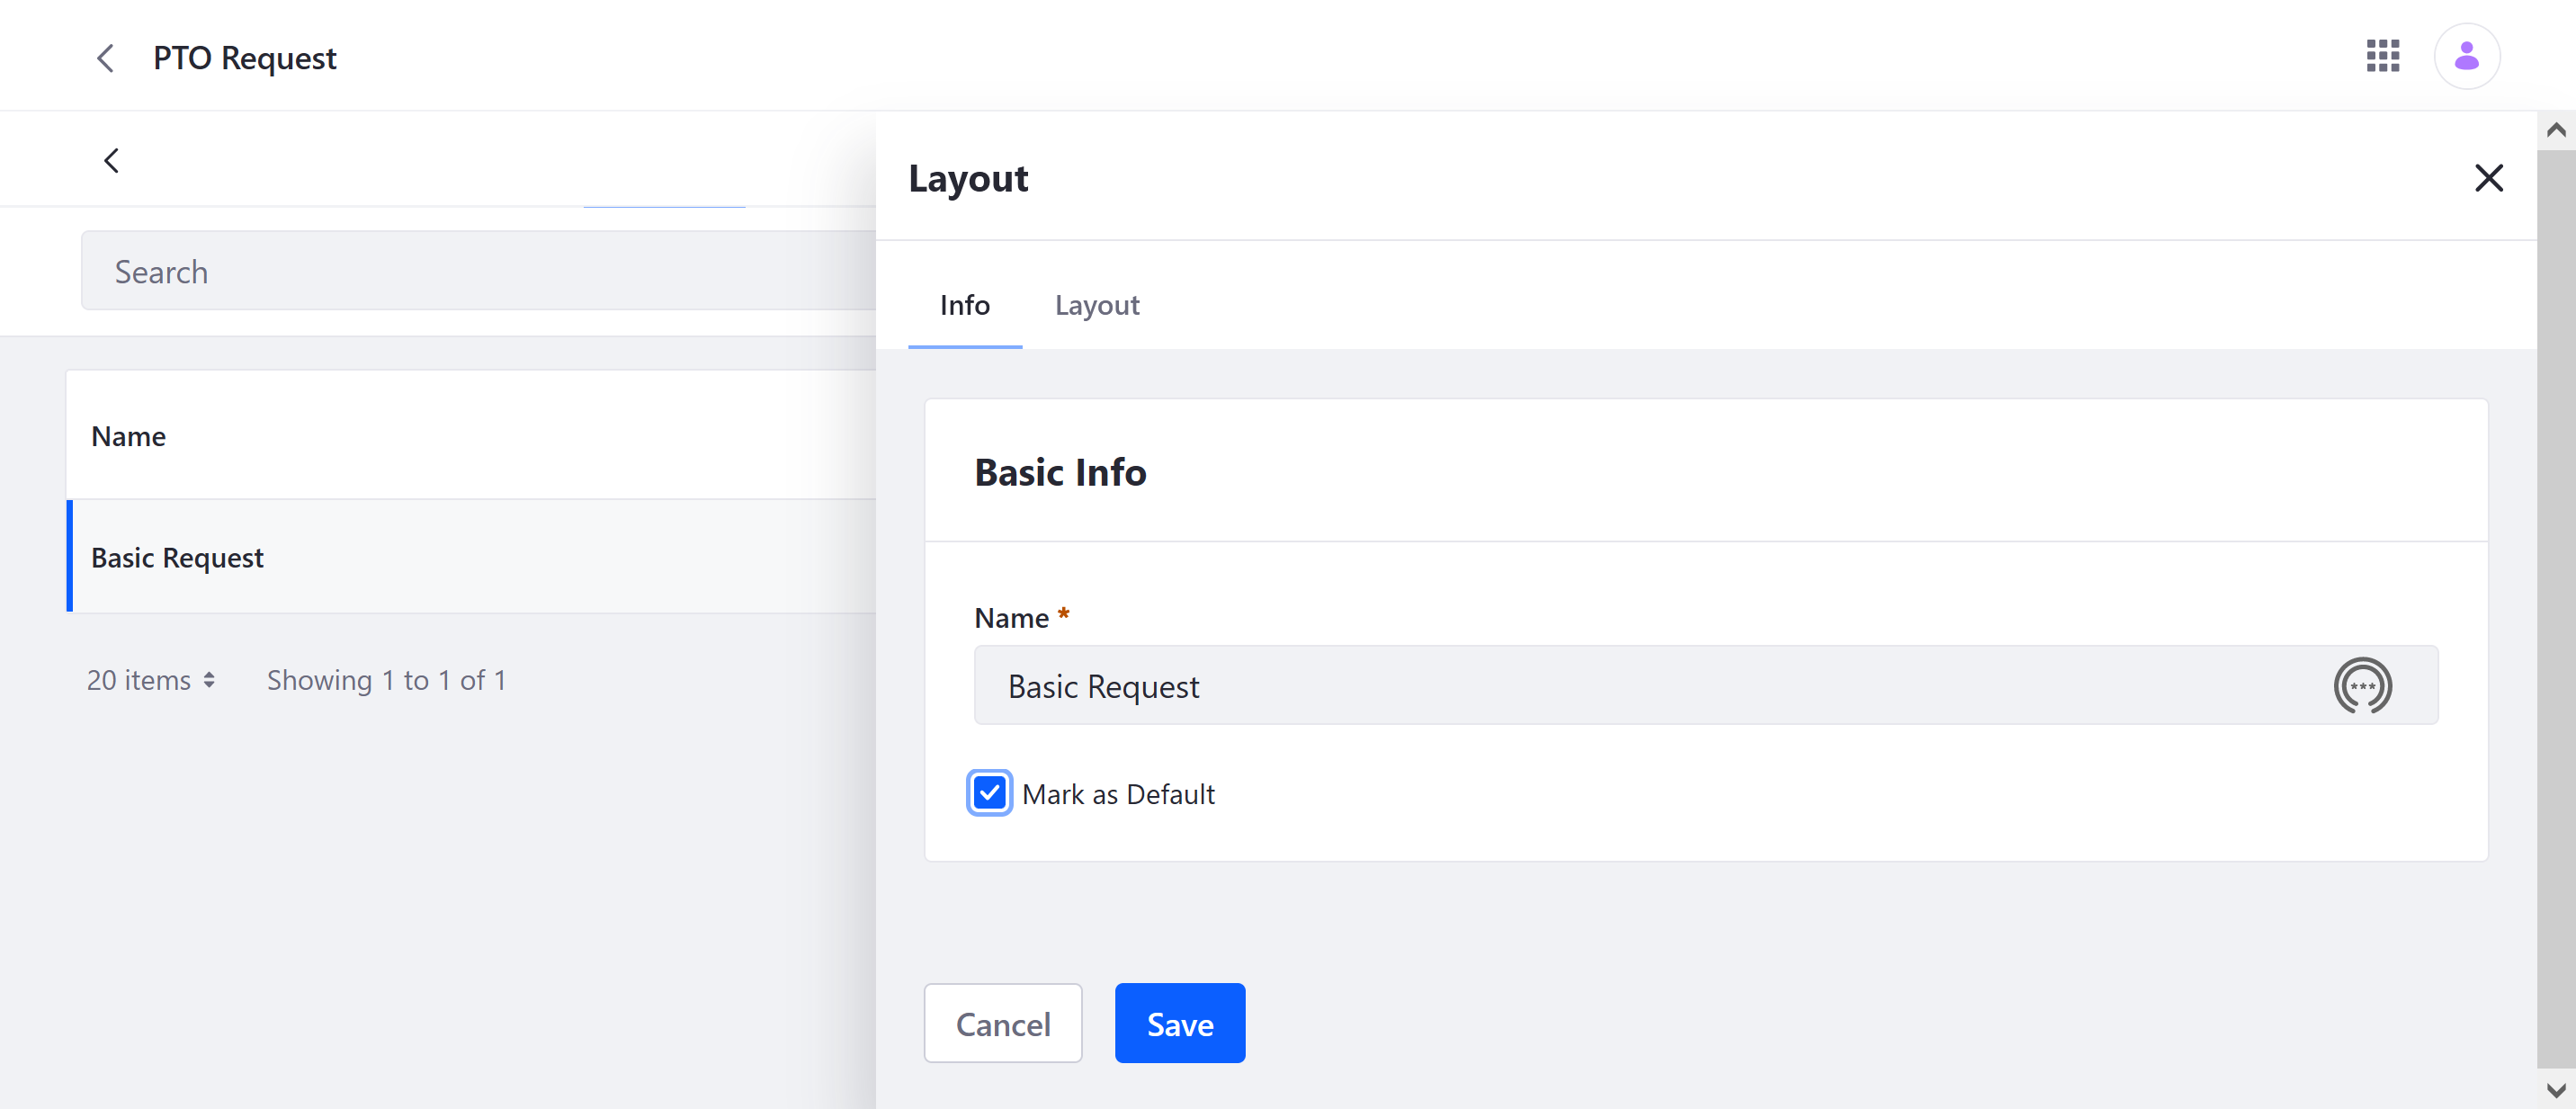 PTO Request
Search
Name
Basic Request
20 items
Showing 1 to 1 of 1
Layout
Info
Layout
Basic Info
Name *
Basic Request
***
Mark as Default
Cancel
Save